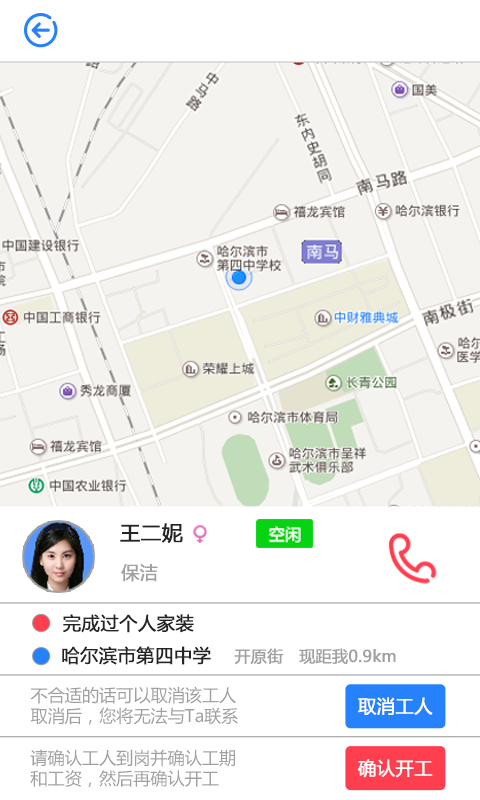 中宁路
国美
东内史胡同
南马路
禧龙宾馆
哈尔滨银行
中国建设银行
哈尔滨市
第四中学校
南马
中国工商银行
中财雅典城
南极街
哈尔
医学
荣耀上城
长青公园
秀龙商厦
哈尔滨市体育局
禧龙宾馆
哈尔滨市呈祥
武术俱乐部
中国农业银行
王二妮 ♀
空闲
保洁
完成过个人家装
哈尔滨市第四中学 开原街 现距我0.9km
不合适的话可以取消该工人
取消后，您将无法与Ta联系
取消工人
请确认工人到岗并确认工期
和工资，然后再确认开工
确认开工